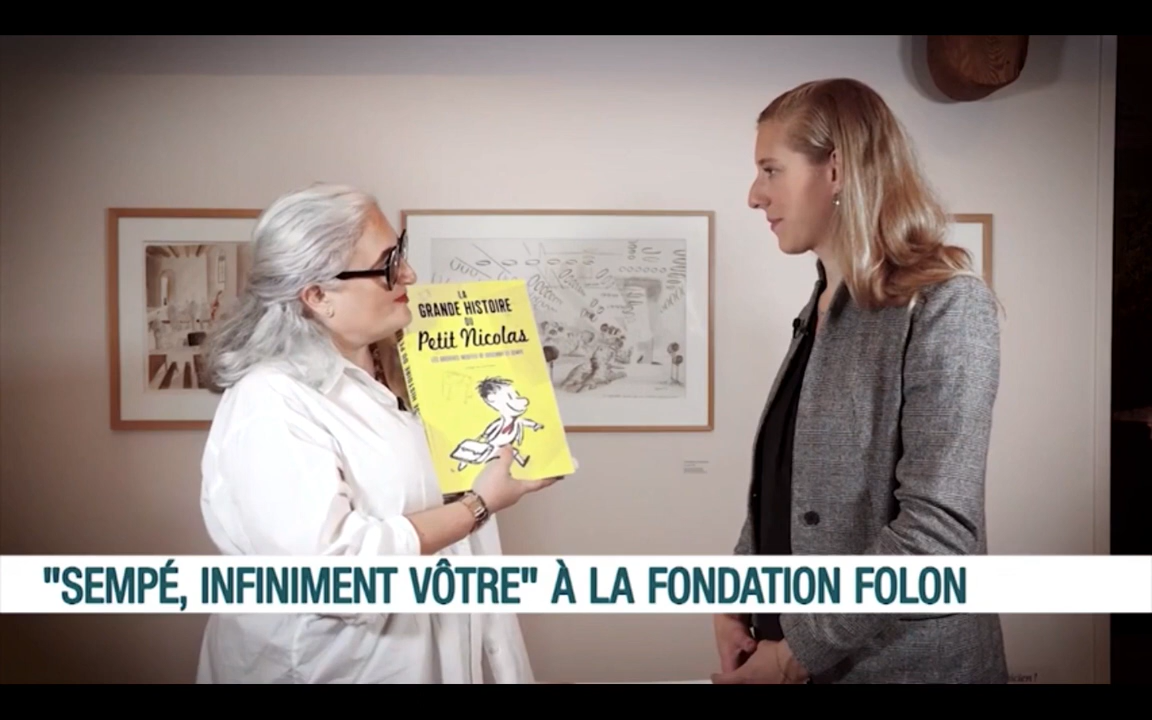 LA
GRANDE HISTOIRE
DU
Petit Nicolas
"SEMPÉ, INFINIMENT VÔTRE" À LA FONDATION FOLON